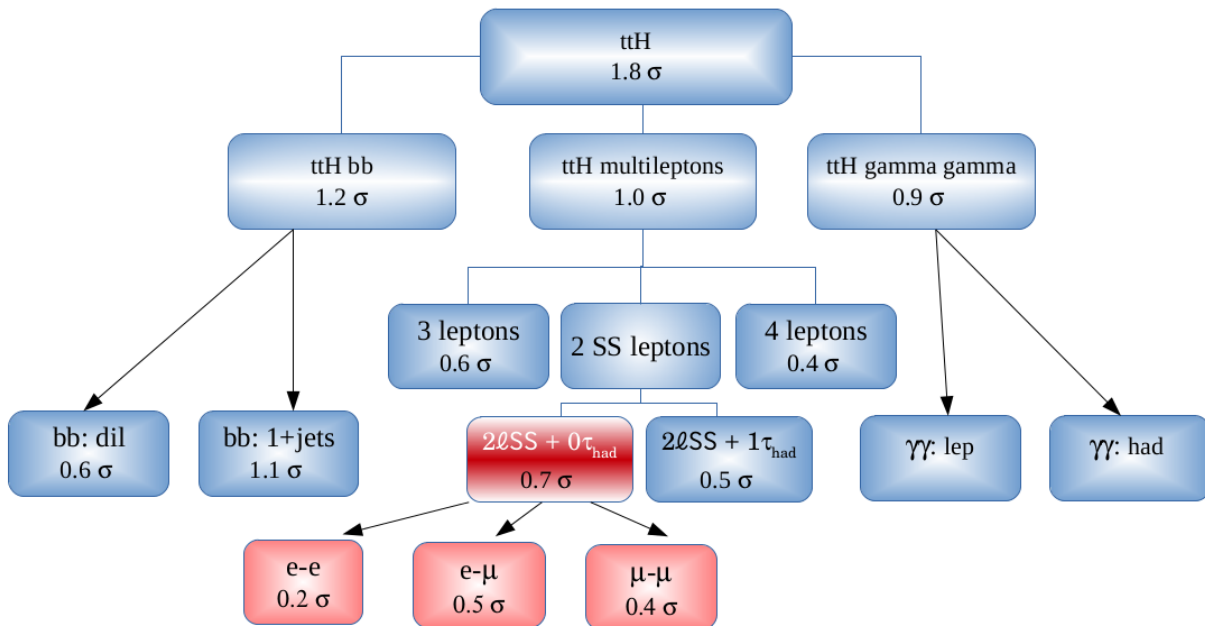 ttH
1.8 σ
ttH bb
1.2 σ
ttH multileptons
1.0 σ
ttH gamma gamma
0.9 σ
3 leptons
0.6 σ
2 SS leptons
4 leptons
0.4 σ
bb: dil
0.6 σ
bb: 1+jets
1.1 σ
2ℓSS + 0τhad
0.7 σ
2ℓSS + 1τhad
0.5 σ
γγ: lep
γγ: had
e-e
0.2 σ
e-μ
0.5 σ
μ-μ
0.4 σ